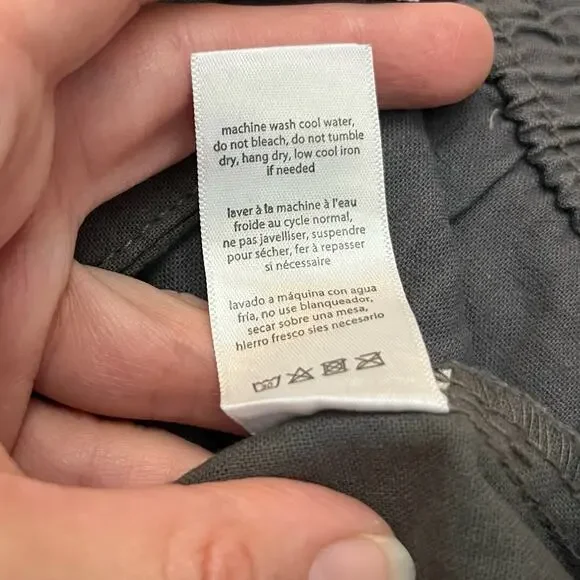 machine wash cool water,
do not bleach, do not tumble
dry, hang dry, low cool iron
if needed
laver à la machine à l'eau
froide au cycle normal,
ne pas javelliser, suspendre
pour sécher, fer à repasser
si nécessaire
lavado a máquina con agua
fría, no use blanqueador,
secar sobre una mesa,
hierro fresco sies necesario